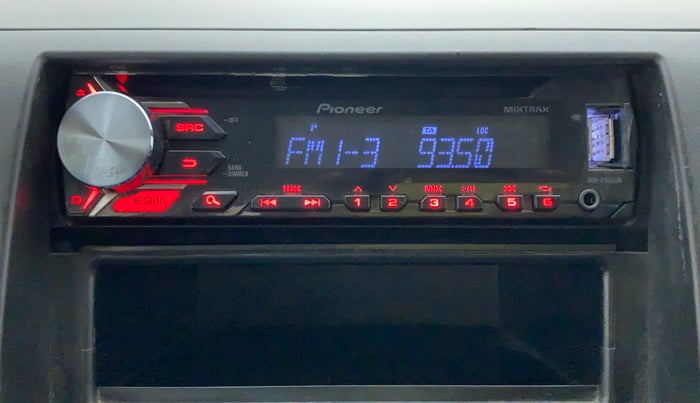 Pioneer
MIXTRAX
OFF
SRC
BAND
DIMMER
TA
LOC
FM1-3 93.50
TRACK
MIX
1 2 3 4 5 6
D